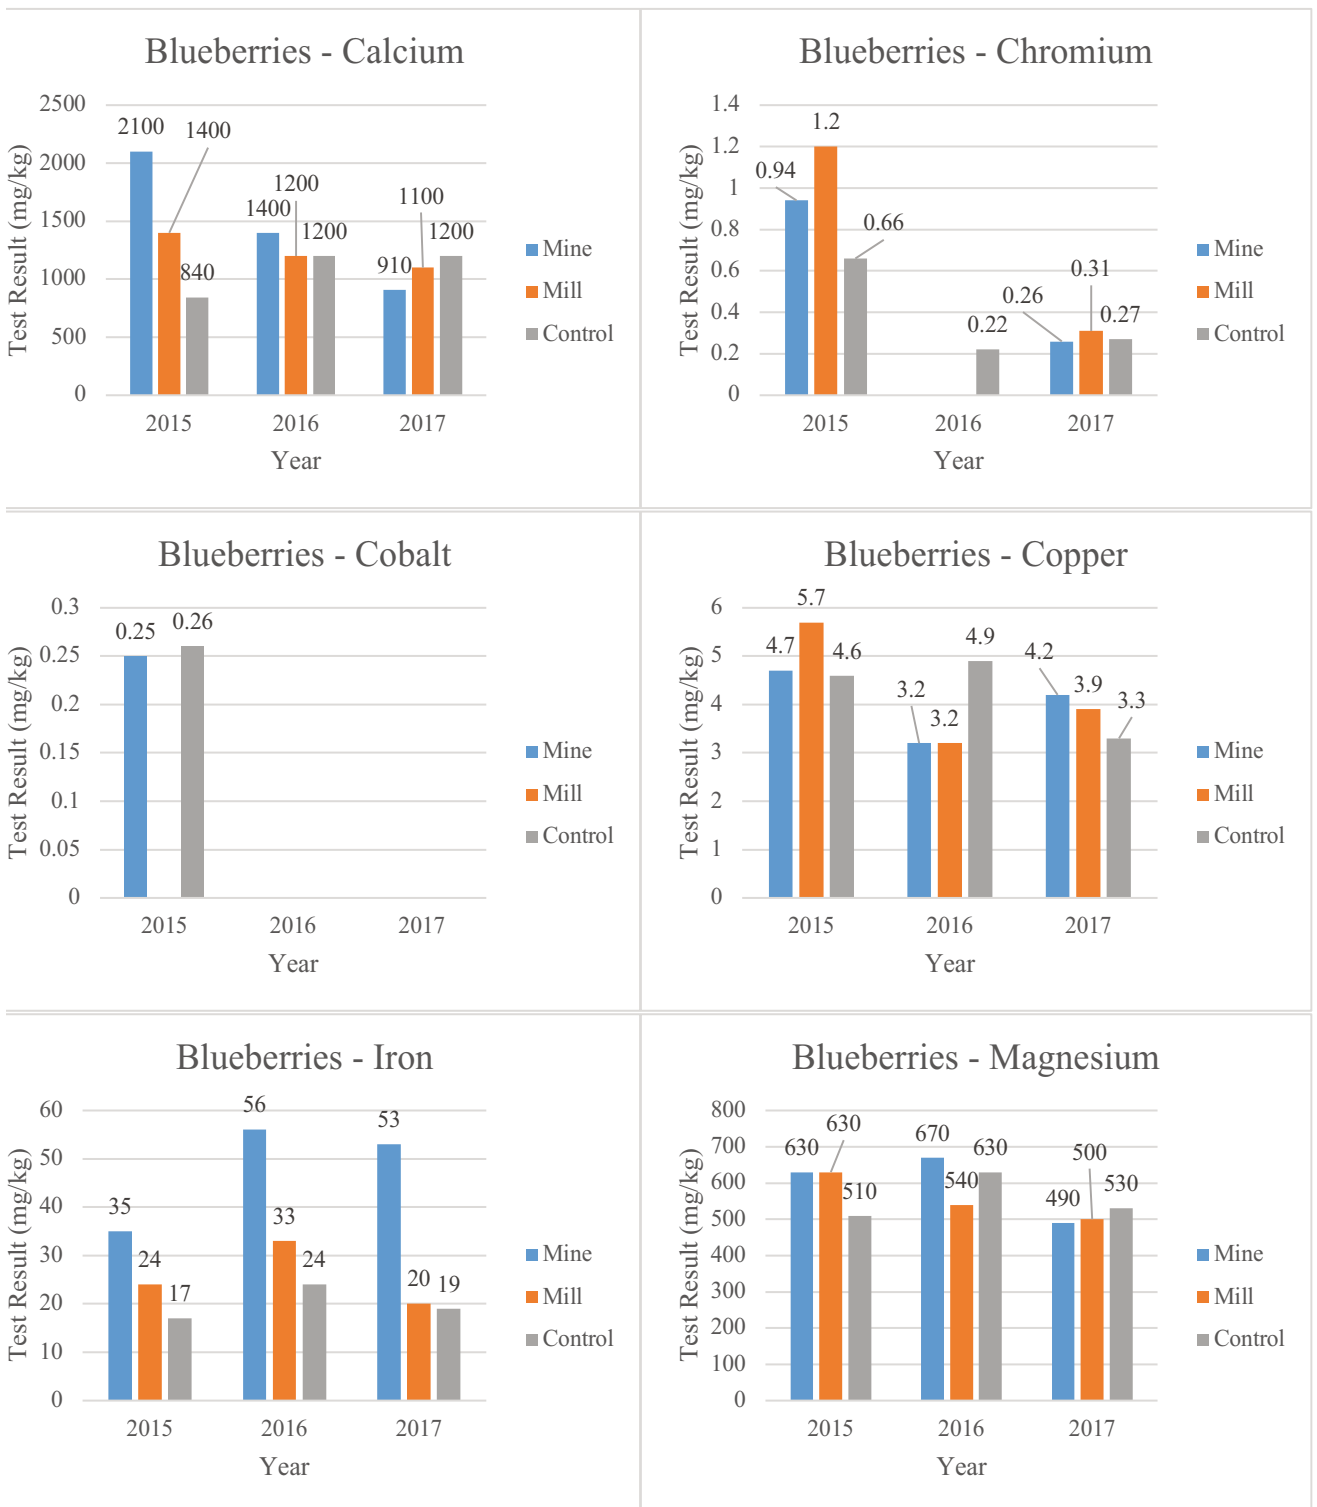 Blueberries - Calcium
Test Result (mg/kg)
2500
2000
1500
1000
500
0
2100
1400
840
1400
1200
1200
910
1100
1200
2015
2016
2017
Year
Mine
Mill
Control
Blueberries - Chromium
Test Result (mg/kg)
1.4
1.2
1
0.8
0.6
0.4
0.2
0
0.94
1.2
0.66
0.22
0.26
0.31
0.27
2015
2016
2017
Year
Mine
Mill
Control
Blueberries - Cobalt
Test Result (mg/kg)
0.3
0.25
0.2
0.15
0.1
0.05
0
0.25
0.26
2015
2016
2017
Year
Mine
Mill
Control
Blueberries - Copper
Test Result (mg/kg)
6
5
4
3
2
1
0
4.7
5.7
4.6
3.2
3.2
4.9
4.2
3.9
3.3
2015
2016
2017
Year
Mine
Mill
Control
Blueberries - Iron
Test Result (mg/kg)
60
50
40
30
20
10
0
35
24
17
56
33
24
53
20
19
2015
2016
2017
Year
Mine
Mill
Control
Blueberries - Magnesium
Test Result (mg/kg)
800
700
600
500
400
300
200
100
0
630
630
510
670
540
630
490
500
530
2015
2016
2017
Year
Mine
Mill
Control